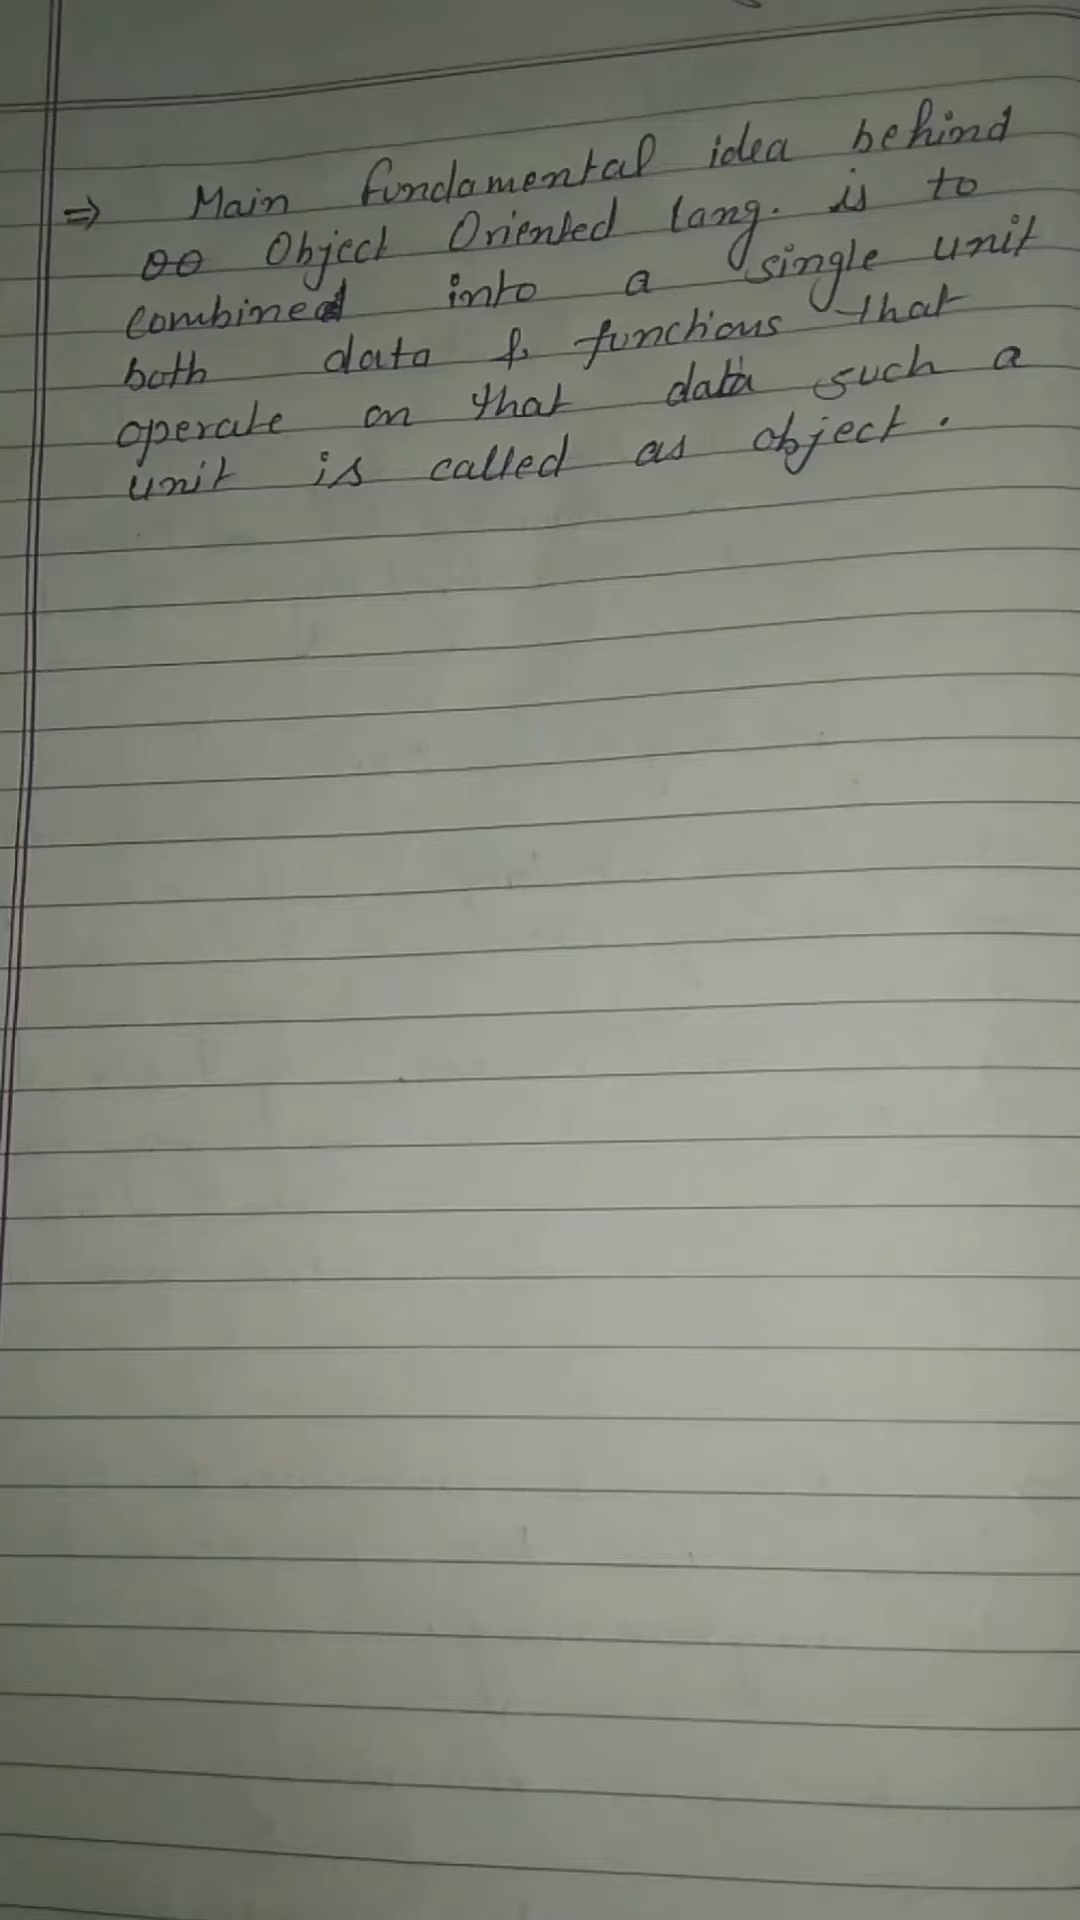 ⇒ Main fundamental idea behind
OO Object Oriented lang. is to
combined into a single unit
both data & functions that
operate on that data such a
unit is called as object.